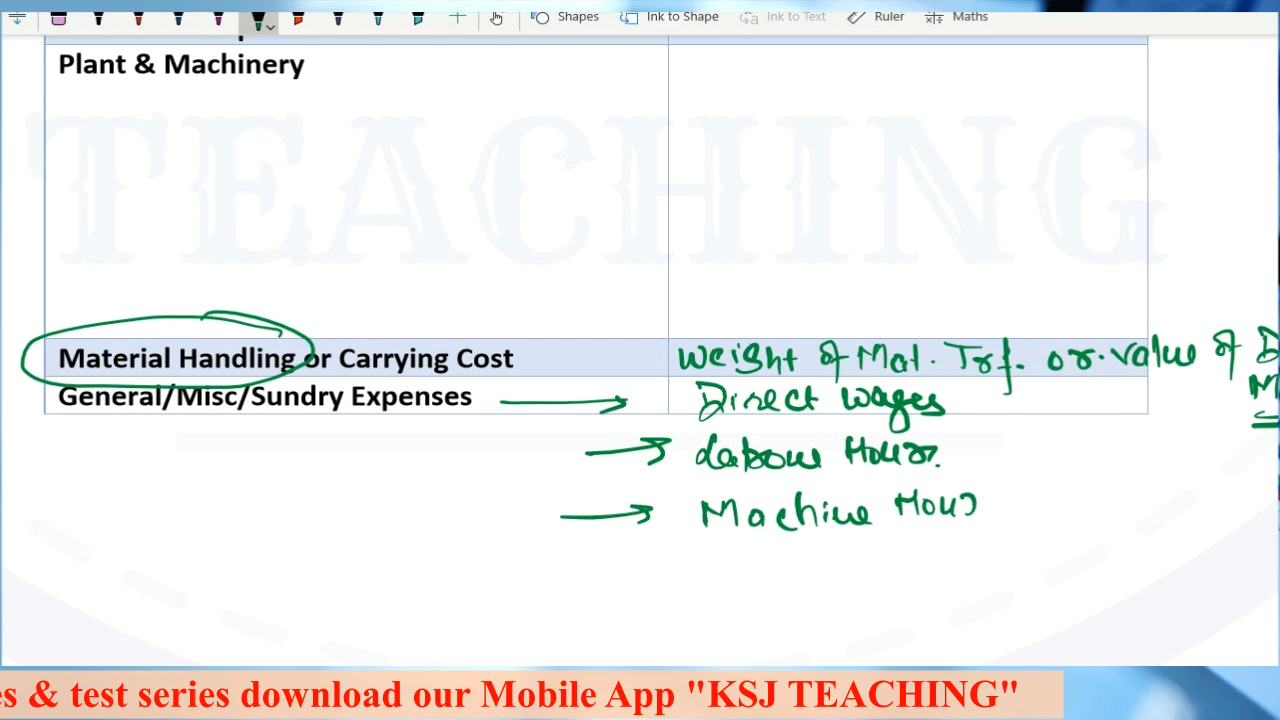 Shapes Ink to Shape Ink to Text Ruler Maths
Plant & Machinery
TEACHING
Material Handling or Carrying Cost Weight of Mat. Trf. or. value of D
General/Misc/Sundry Expenses Direct wages M
Labour Hour.
Machine Hou
es & test series download our Mobile App "KSJ TEACHING"